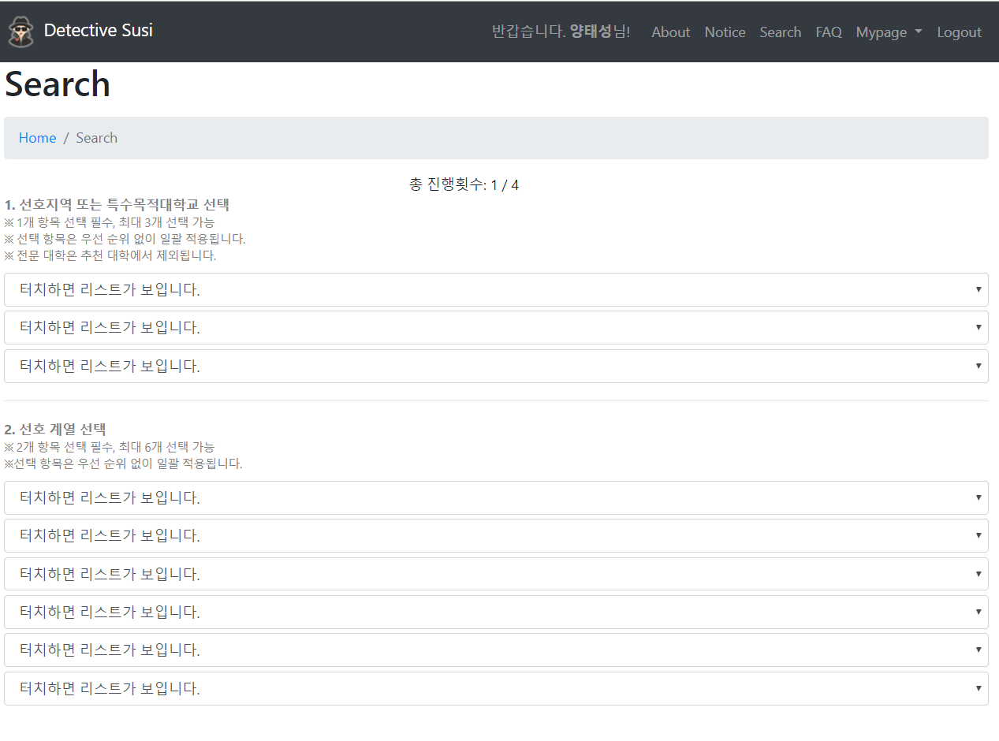 Detective Susi 반갑습니다. 양태성님! About Notice Search FAQ Mypage Logout
Search
Home / Search
총 진행횟수: 1 / 4
1. 선호지역 또는 특수목적대학교 선택
※ 1개 항목 선택 필수, 최대 3개 선택 가능
※ 선택 항목은 우선 순위 없이 일괄 적용됩니다.
※ 전문 대학은 추천 대학에서 제외됩니다.
터치하면 리스트가 보입니다.
터치하면 리스트가 보입니다.
터치하면 리스트가 보입니다.
2. 선호 계열 선택
※ 2개 항목 선택 필수, 최대 6개 선택 가능
※선택 항목은 우선 순위 없이 일괄 적용됩니다.
터치하면 리스트가 보입니다.
터치하면 리스트가 보입니다.
터치하면 리스트가 보입니다.
터치하면 리스트가 보입니다.
터치하면 리스트가 보입니다.
터치하면 리스트가 보입니다.